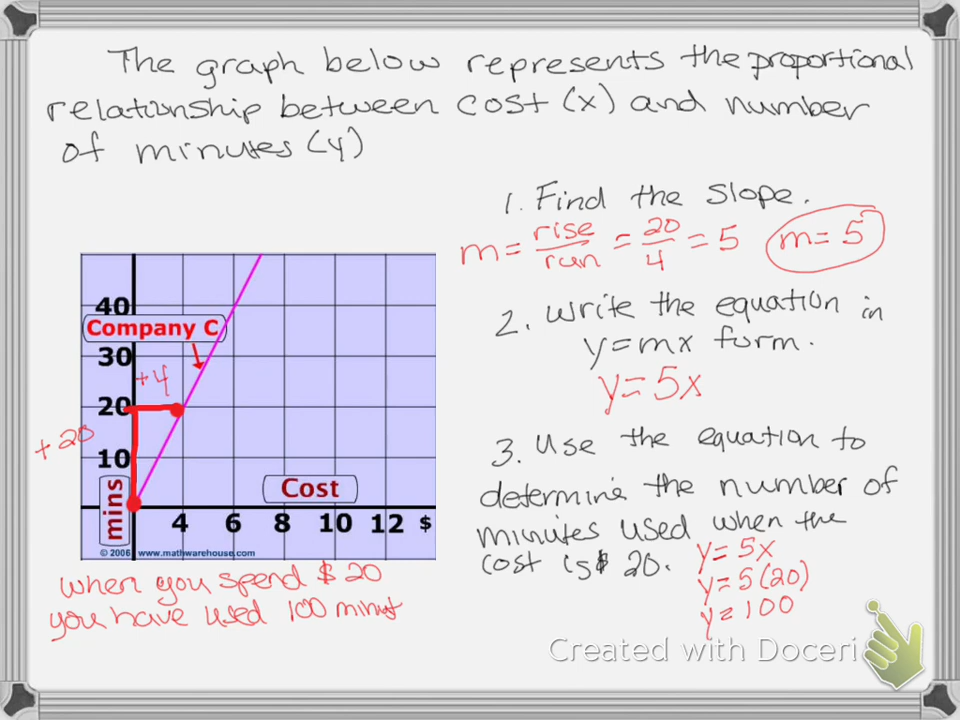 The graph below represents the proportional
relationship between cost (x) and number
of minutes (y)
1. Find the slope.
m = rise/run = 20/4 = 5 m = 5
2. Write the equation in
y = mx form.
y = 5x
3. Use the equation to
determine the number of
minutes used when the
cost is $ 20.
y = 5x
y = 5(20)
y = 100
40
Company C
30
+4
20
+20
10
mins
Cost
4 6 8 10 12 $
© 2006 www.mathwarehouse.com
when you spend $20
you have used 100 minut
Created with Doceri